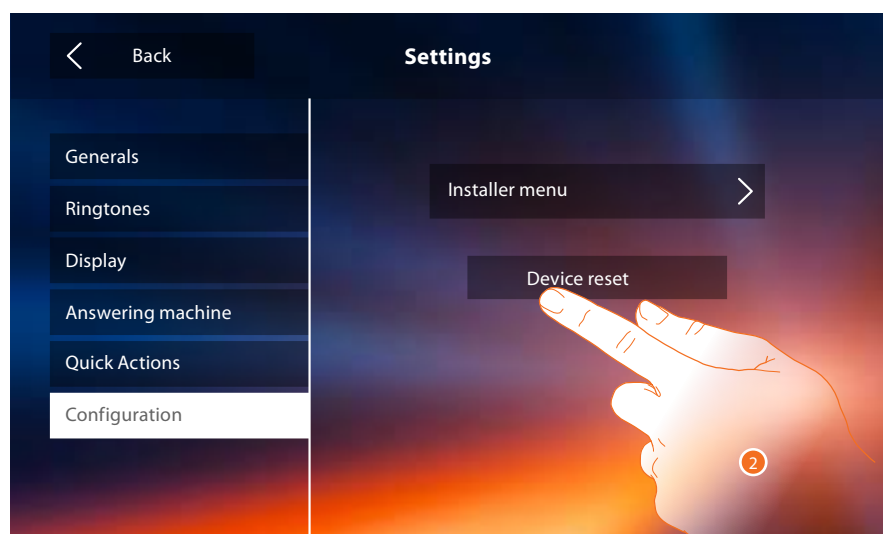 Back
Settings
Generals
Ringtones
Display
Answering machine
Quick Actions
Configuration
Installer menu
Device reset
2